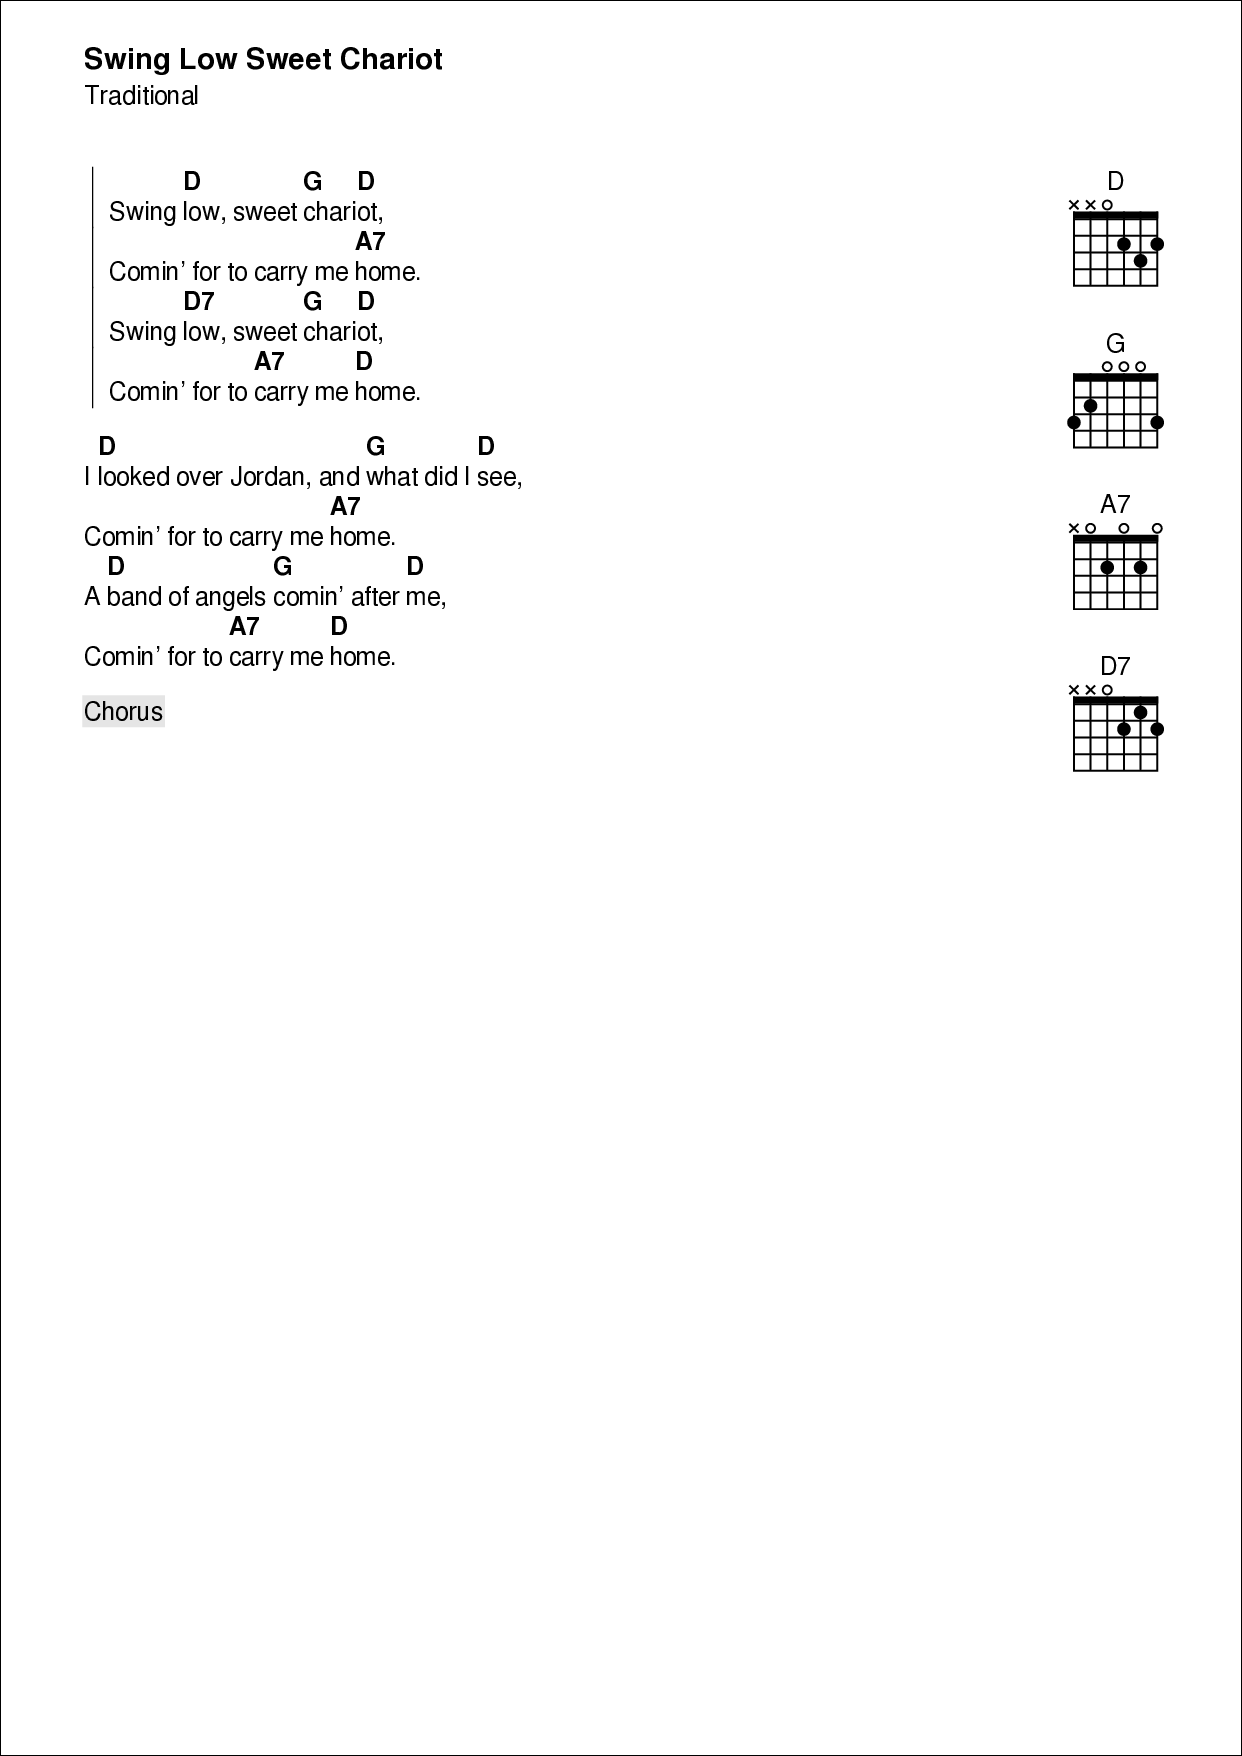 Swing Low Sweet Chariot
Traditional
D G D
Swing low, sweet chariot,
A7
Comin’ for to carry me home.
D7 G D
Swing low, sweet chariot,
A7 D
Comin’ for to carry me home.
D G D
I looked over Jordan, and what did I see,
A7
Comin’ for to carry me home.
D G D
A band of angels comin’ after me,
A7 D
Comin’ for to carry me home.
Chorus
D
G
A7
D7